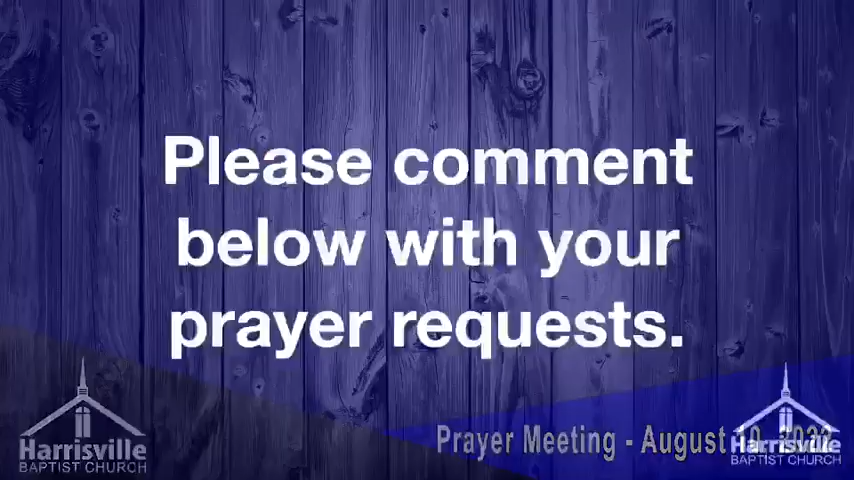 Please comment
below with your
prayer requests.
Prayer Meeting - August
Harrisville
BAPTIST CHURCH
Harrisville
BAPTIST CHURCH